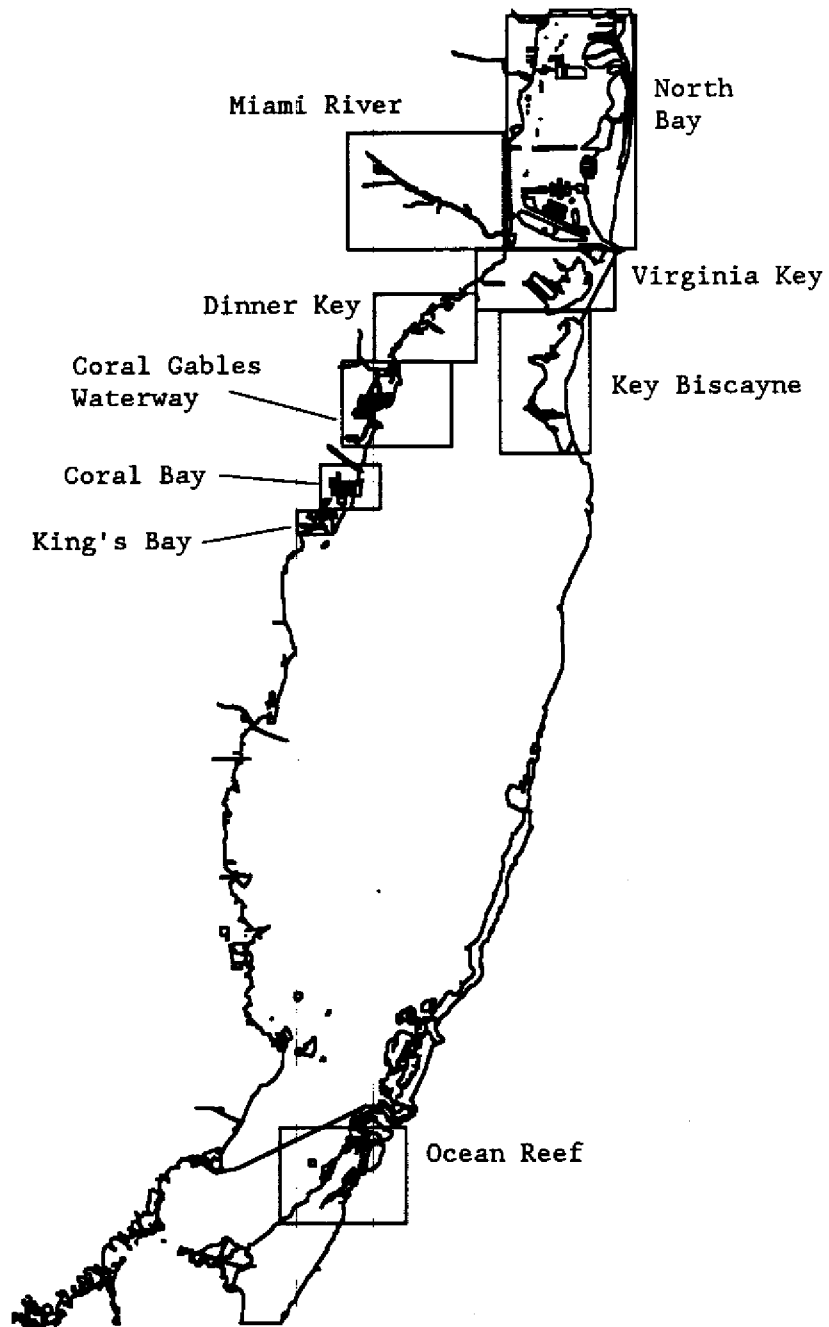 North
Bay
Miami River
Virginia Key
Dinner Key
Coral Gables
Waterway
Key Biscayne
Coral Bay
King's Bay
Ocean Reef